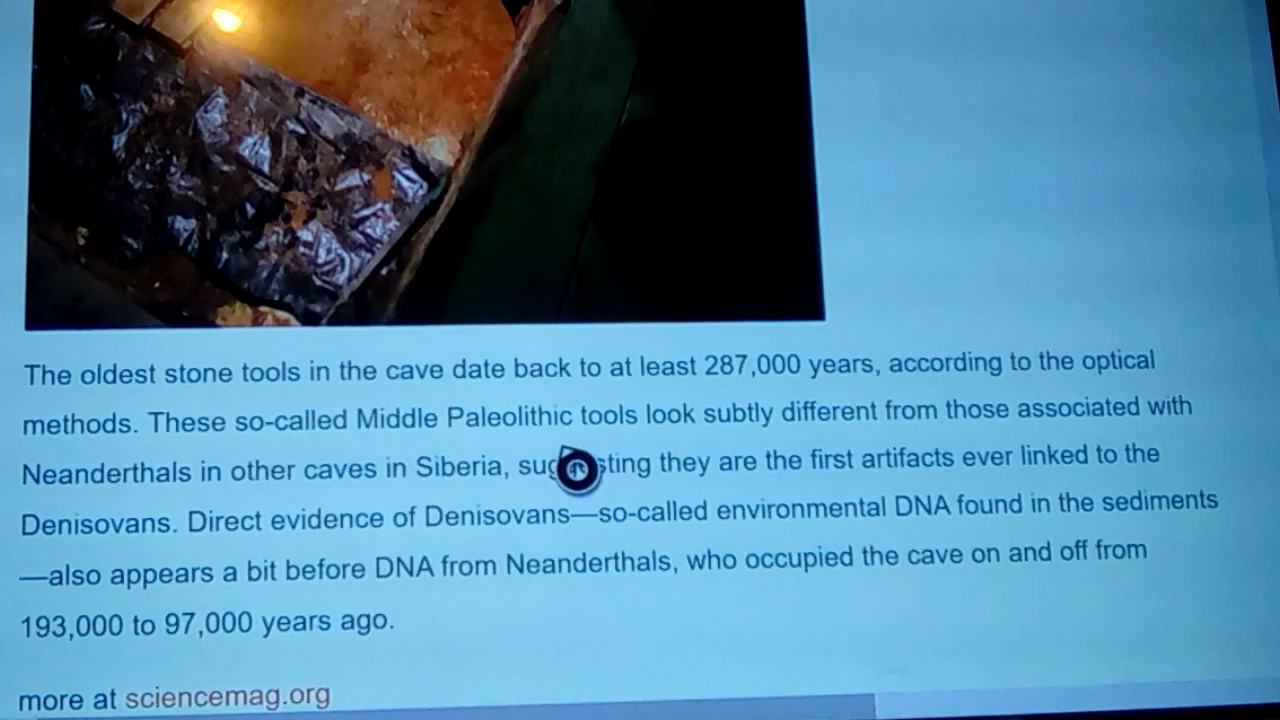 The oldest stone tools in the cave date back to at least 287,000 years, according to the optical
methods. These so-called Middle Paleolithic tools look subtly different from those associated with
Neanderthals in other caves in Siberia, sug sting they are the first artifacts ever linked to the
Denisovans. Direct evidence of Denisovans—so-called environmental DNA found in the sediments
—also appears a bit before DNA from Neanderthals, who occupied the cave on and off from
193,000 to 97,000 years ago.
more at sciencemag.org